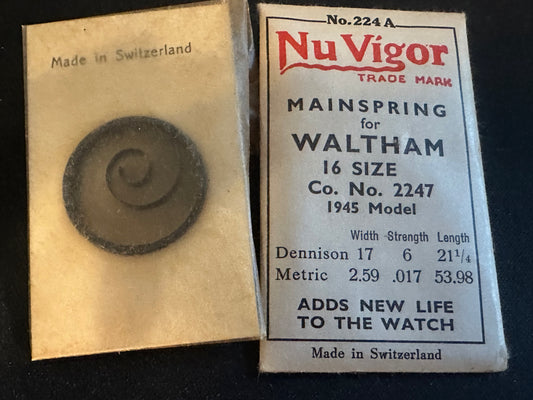 Made in Switzerland
No. 224 A
Nu Vigor
TRADE MARK
MAINSPRING
for
WALTHAM
16 SIZE
Co. No. 2247
1945 Model
Width Strength Length
Dennison 17 6 21¼
Metric 2.59 .017 53.98
ADDS NEW LIFE
TO THE WATCH
Made in Switzerland